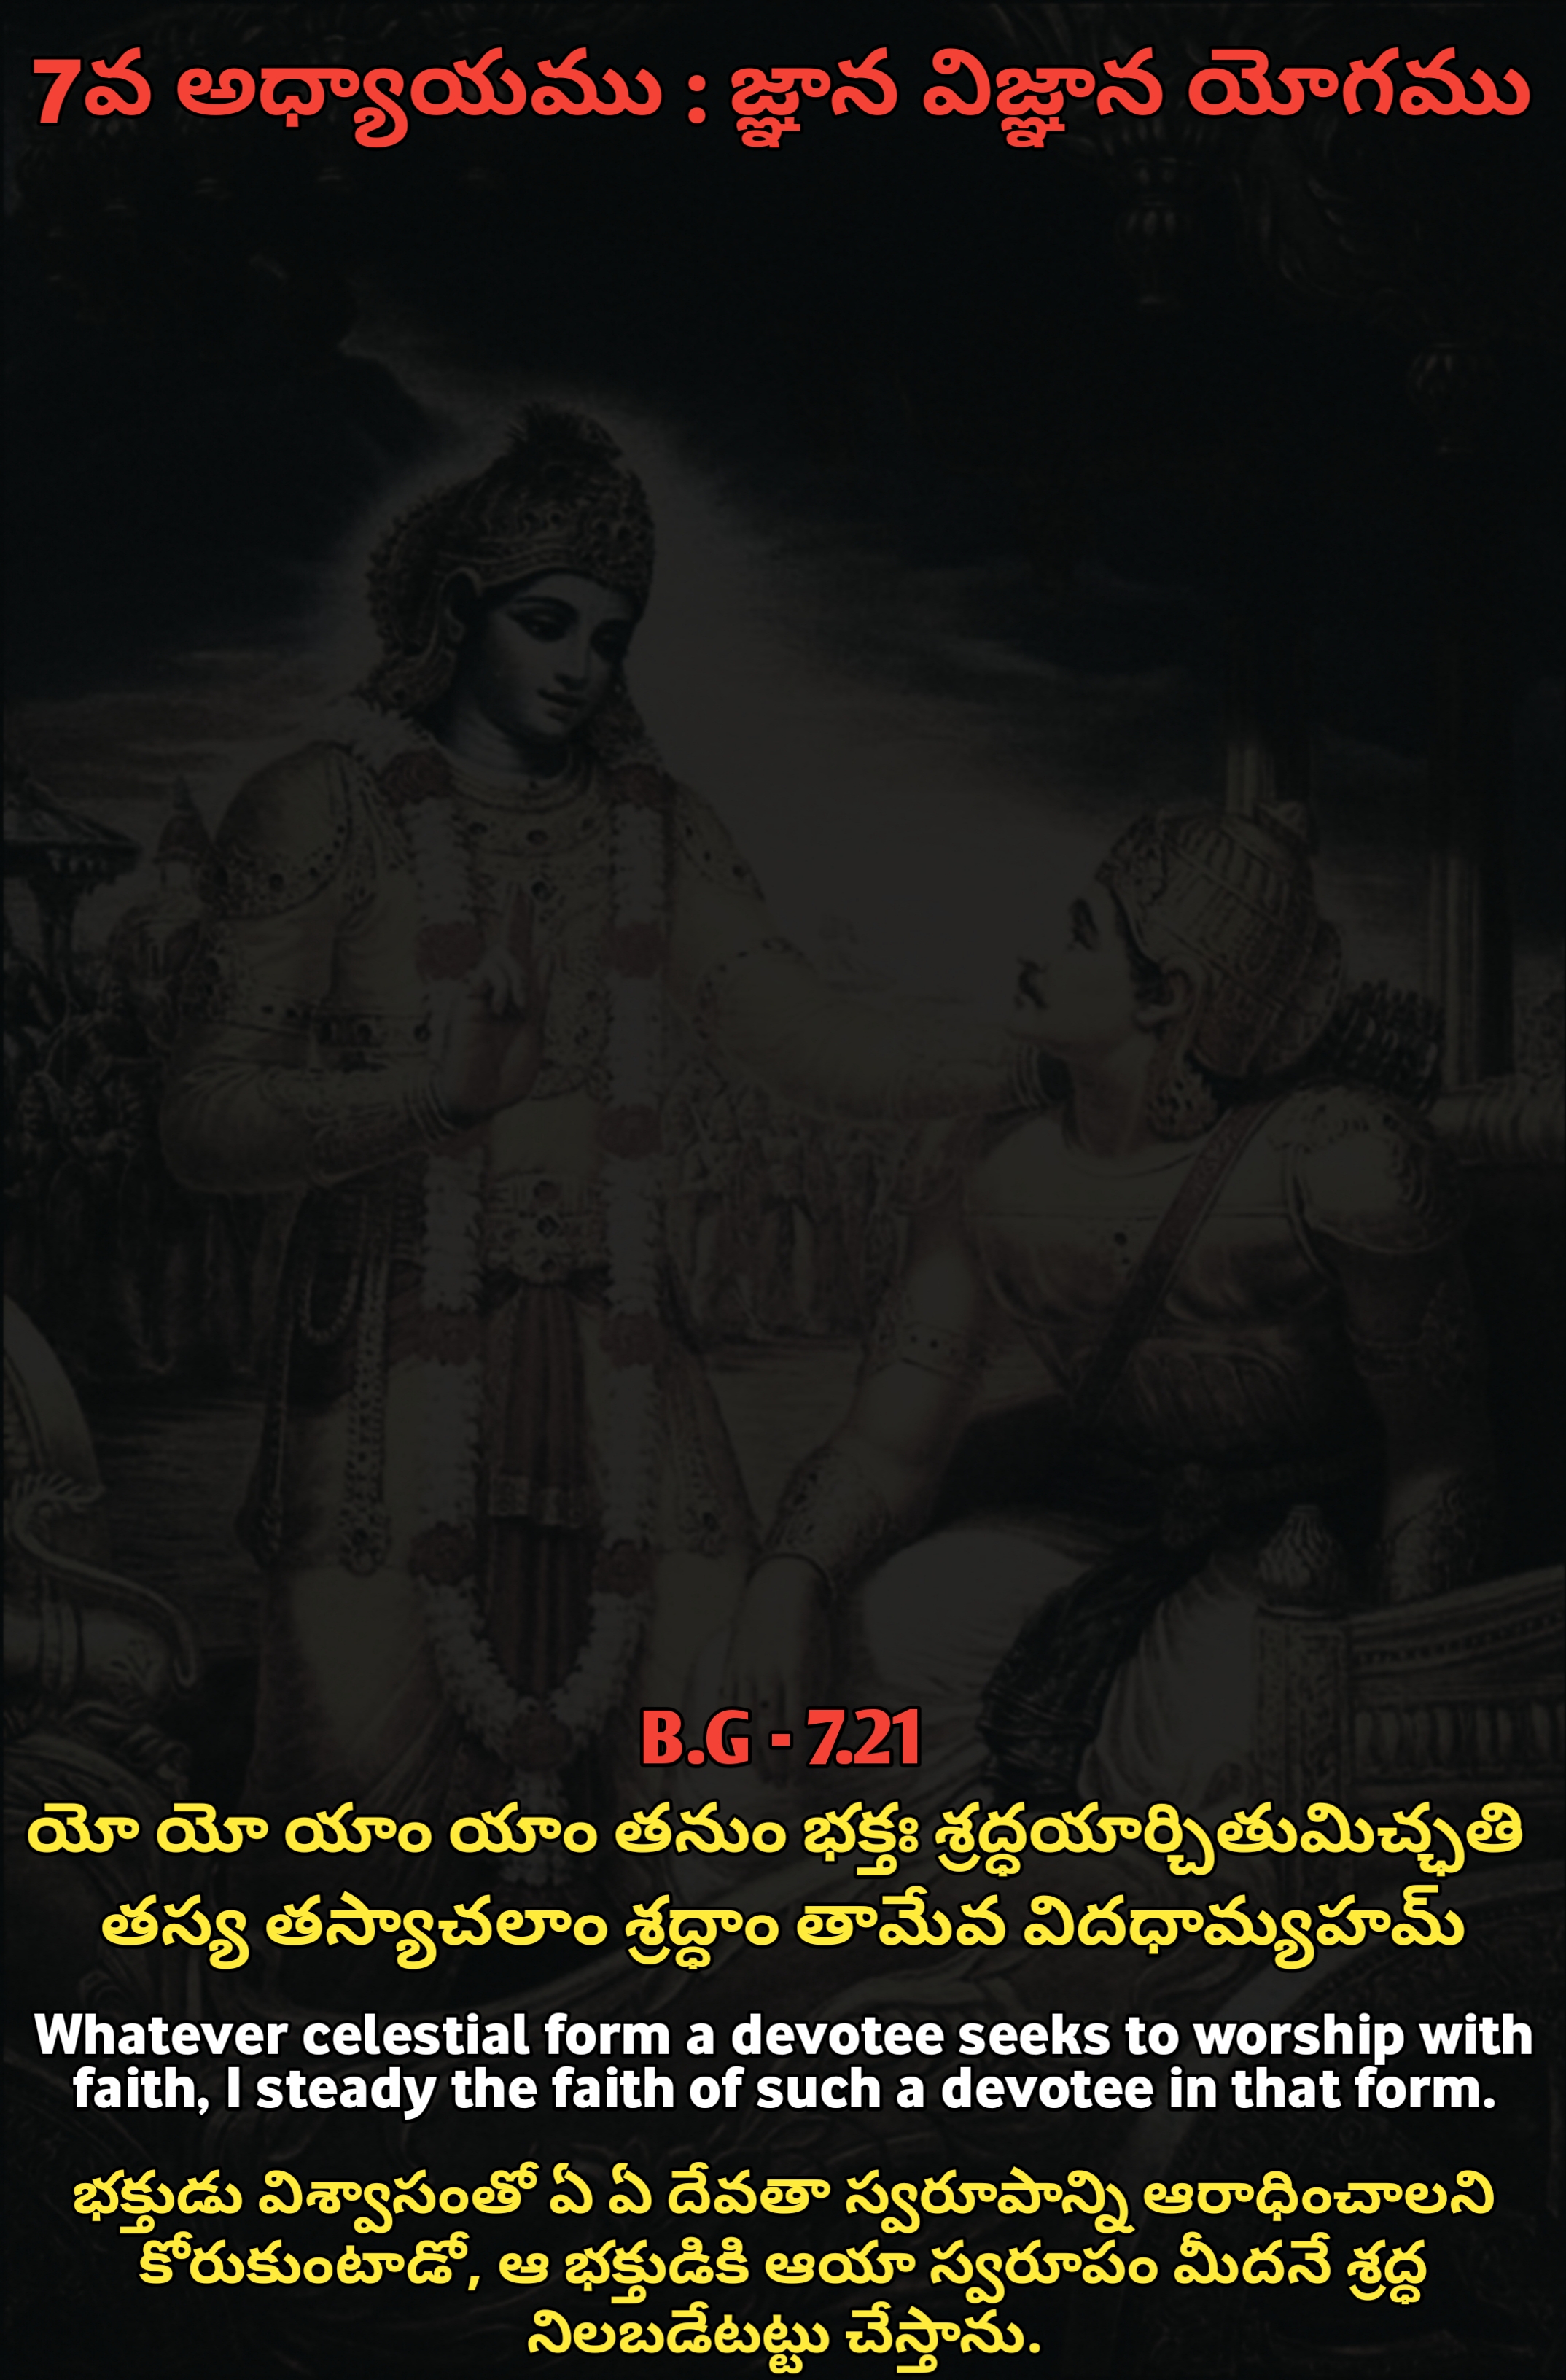 7వ అధ్యాయము : జ్ఞాన విజ్ఞాన యోగము
B.G - 7.21
యో యో యాం యాం తనుం భక్తః శ్రద్ధయార్చితుమిచ్ఛతి
తస్య తస్యాచలాం శ్రద్ధాం తామేవ విదధామ్యహమ్
Whatever celestial form a devotee seeks to worship with
faith, I steady the faith of such a devotee in that form.
భక్తుడు విశ్వాసంతో ఏ ఏ దేవతా స్వరూపాన్ని ఆరాధించాలని
కోరుకుంటాడో, ఆ భక్తుడికి ఆయా స్వరూపం మీదనే శ్రద్ధ
నిలబడేటట్టు చేస్తాను.